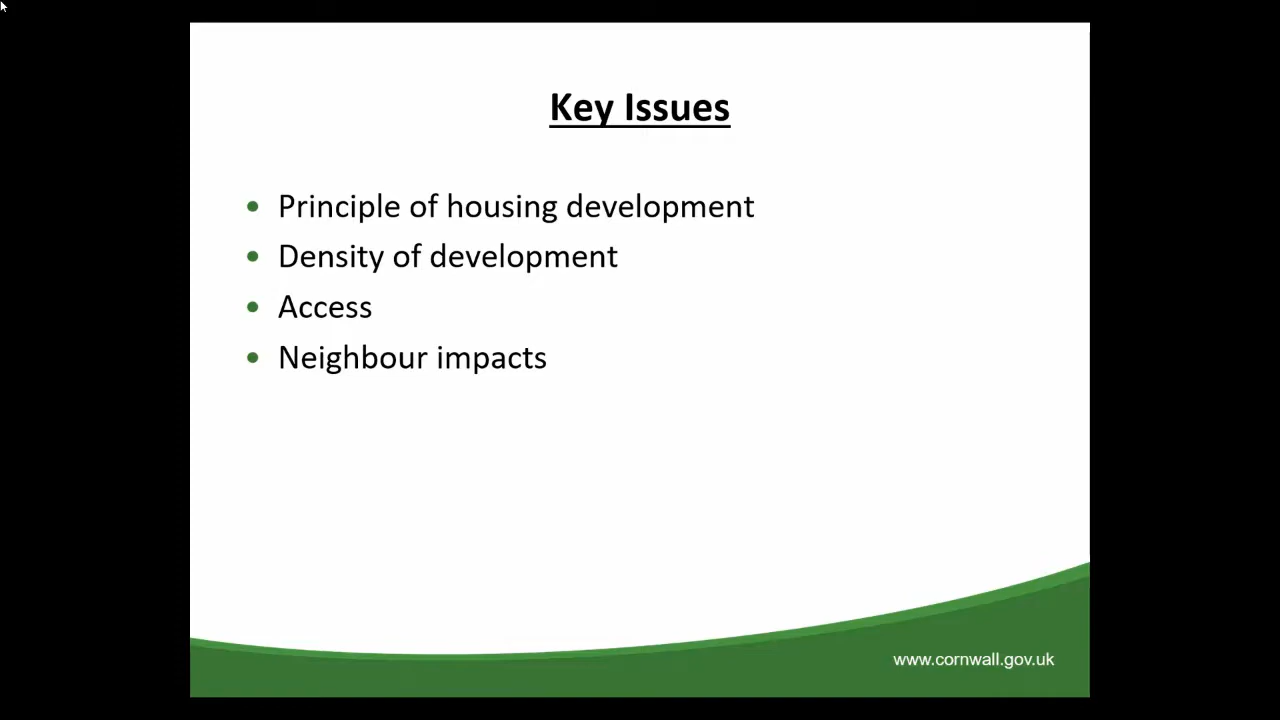 Key Issues
Principle of housing development
Density of development
Access
Neighbour impacts
www.cornwall.gov.uk